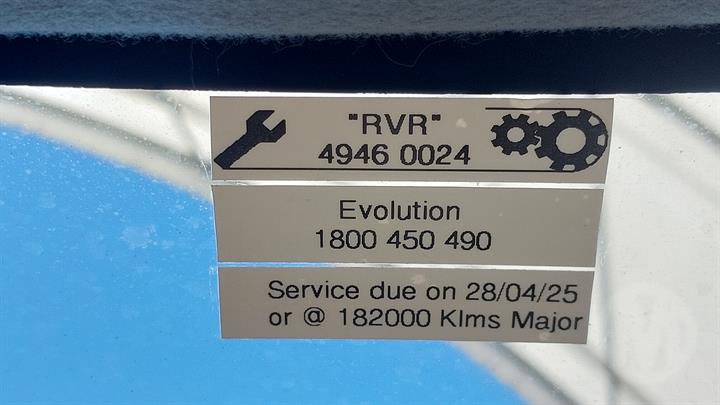 "RVR"
4946 0024
Evolution
1800 450 490
Service due on 28/04/25
or @ 182000 Klms Major